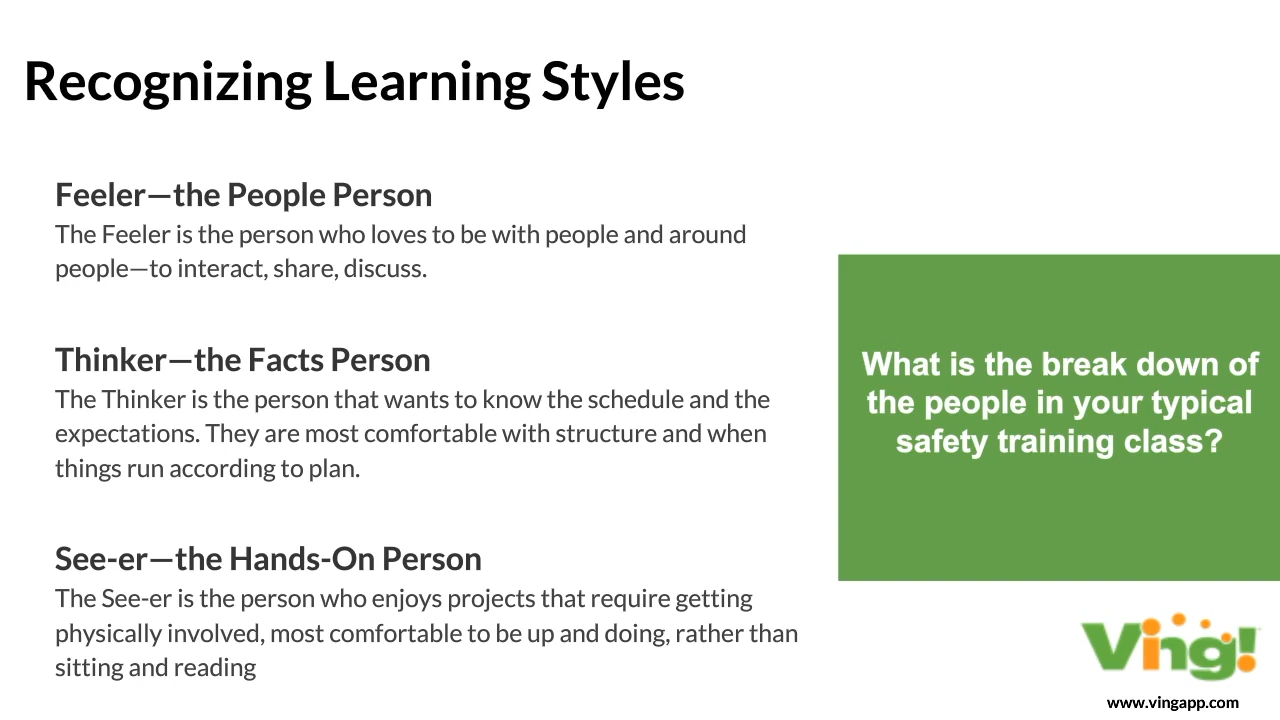 Recognizing Learning Styles
Feeler—the People Person
The Feeler is the person who loves to be with people and around
people—to interact, share, discuss.
Thinker—the Facts Person
The Thinker is the person that wants to know the schedule and the
expectations. They are most comfortable with structure and when
things run according to plan.
See-er—the Hands-On Person
The See-er is the person who enjoys projects that require getting
physically involved, most comfortable to be up and doing, rather than
sitting and reading
What is the break down of
the people in your typical
safety training class?
Ving!
www.vingapp.com